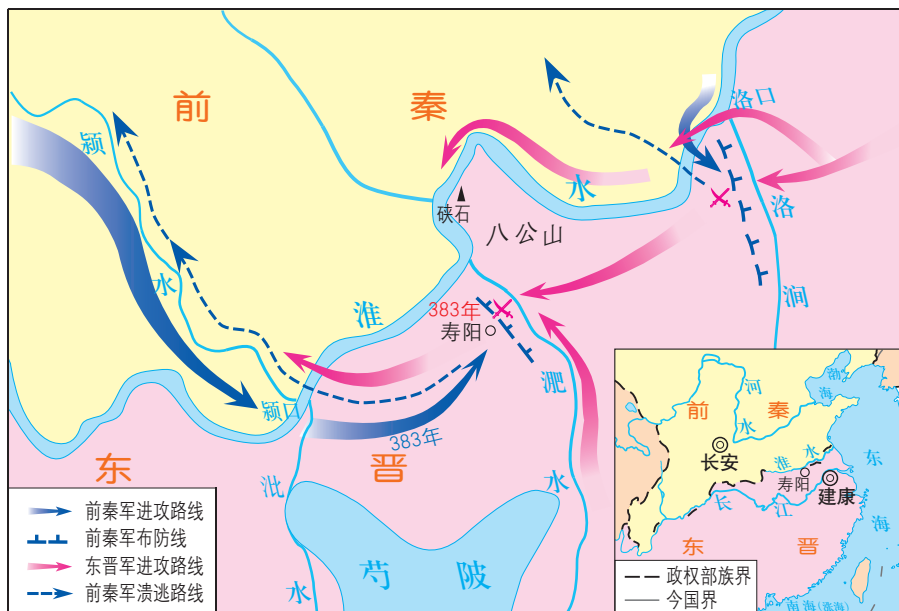 前 秦
颍
水
洛口
水
硖石
八公山
洛
涧
淮
383年
寿阳
淝
水
颍口
383年
东 晋
沘
水
芍 陂
前秦军进攻路线
前秦军布防线
东晋军进攻路线
前秦军溃逃路线
河
水
渤
海
前 秦
长安
淮 水
寿阳
建康
长 江
东
海
东 晋
南海
政权部族界
今国界